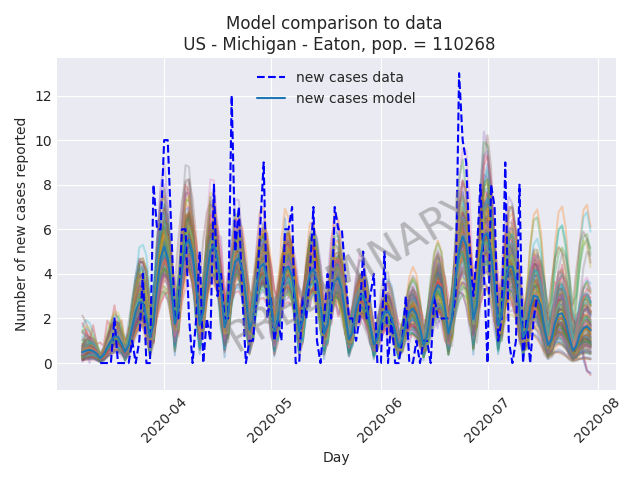 Model comparison to data
US - Michigan - Eaton, pop. = 110268
new cases data
new cases model
Number of new cases reported
12
10
8
6
4
2
0
PRELIMINARY
2020-04
2020-05
2020-06
2020-07
2020-08
Day